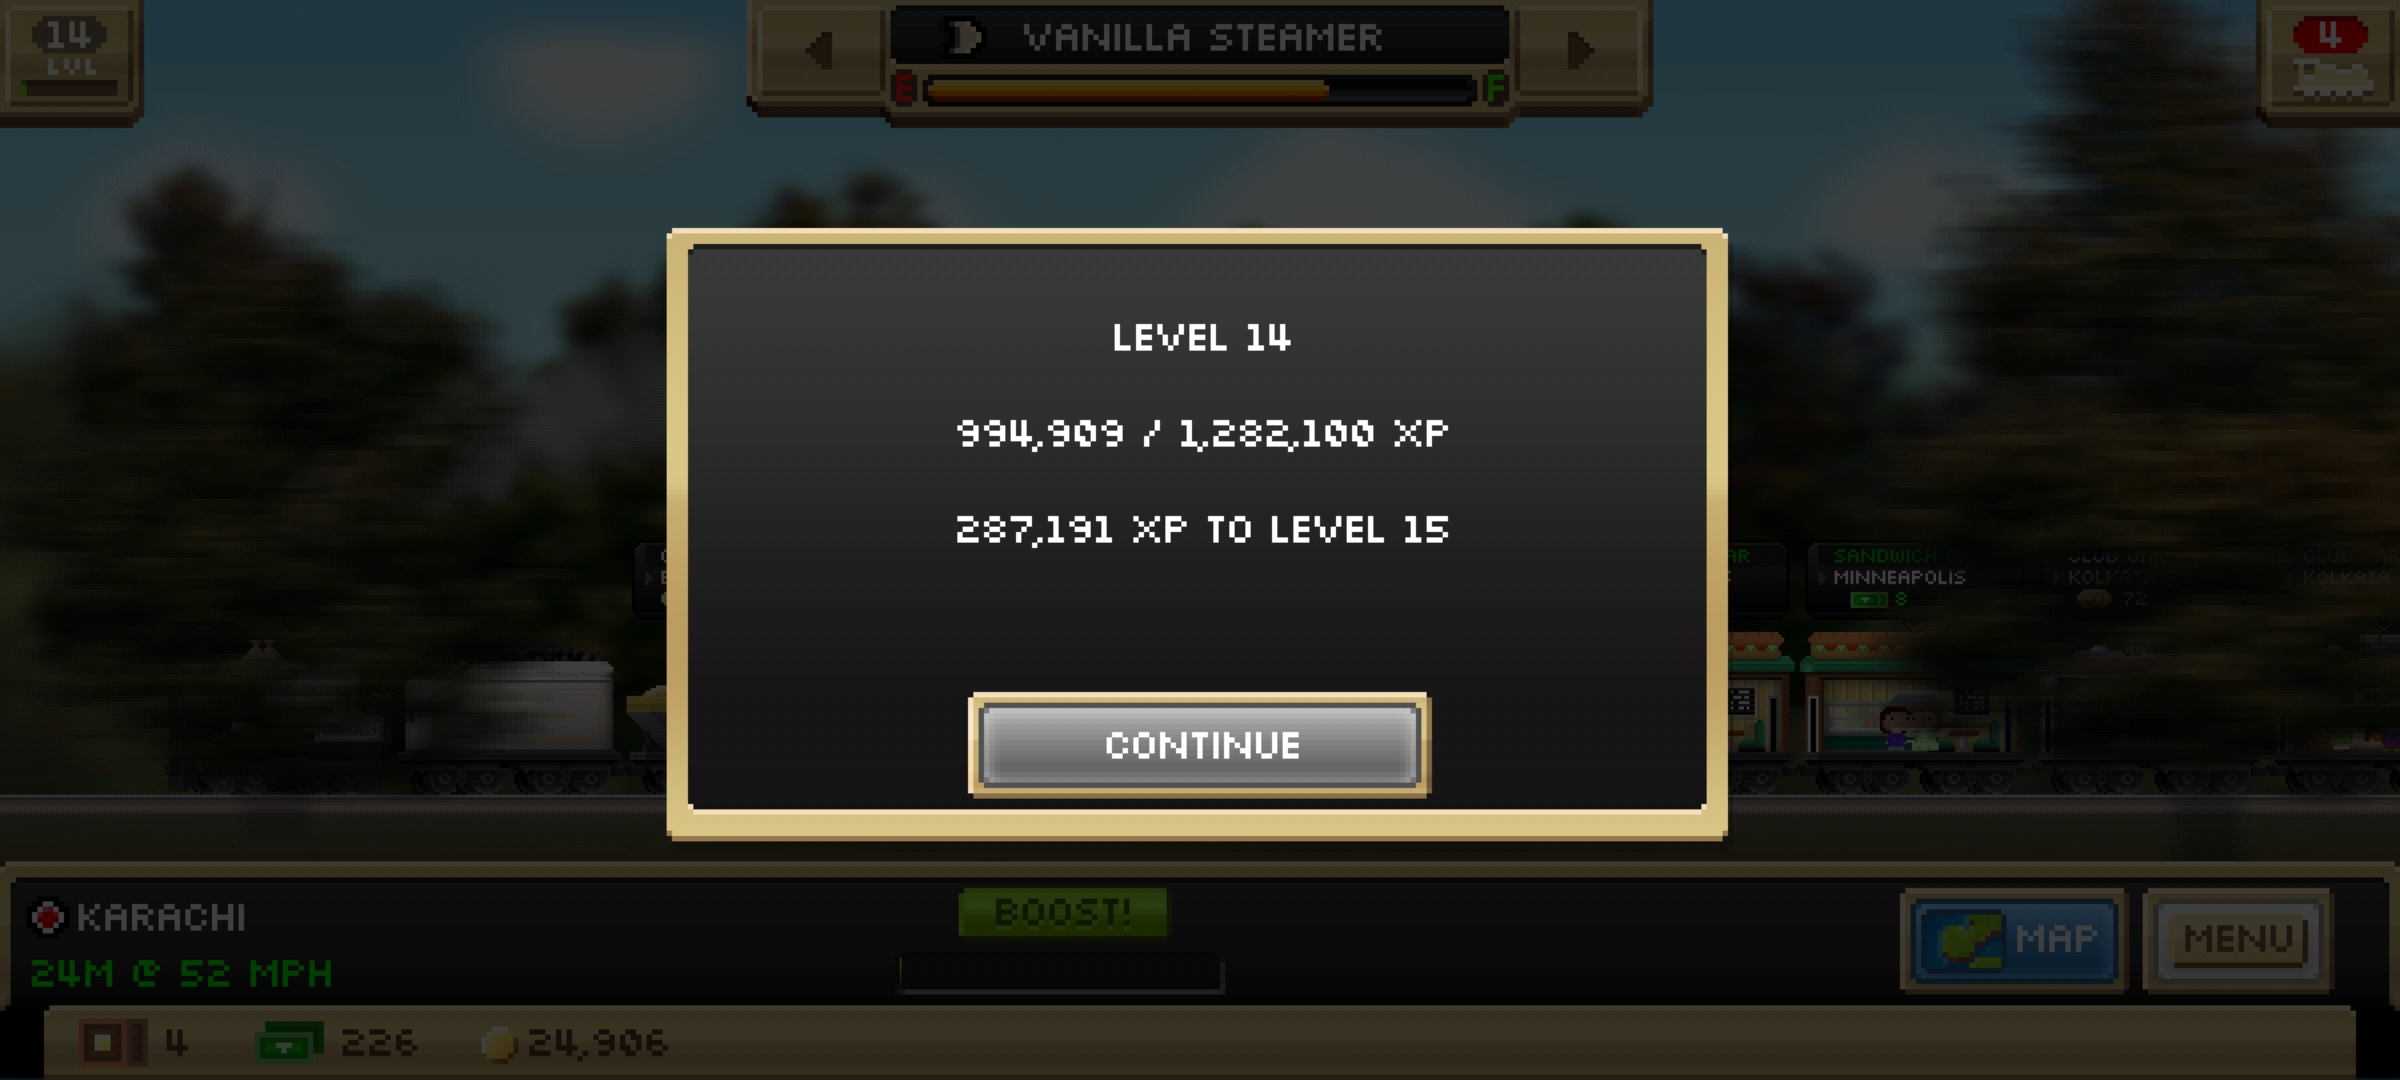 14
LVL
VANILLA STEAMER
E
F
4
LEVEL 14
994,909 / 1,282,100 XP
287,191 XP TO LEVEL 15
CONTINUE
AR
SANDWICH
MINNEAPOLIS
8
KOLKATA
72
KOLKATA
KARACHI
24M @ 52 MPH
BOOST!
MAP
MENU
4
226
24,906